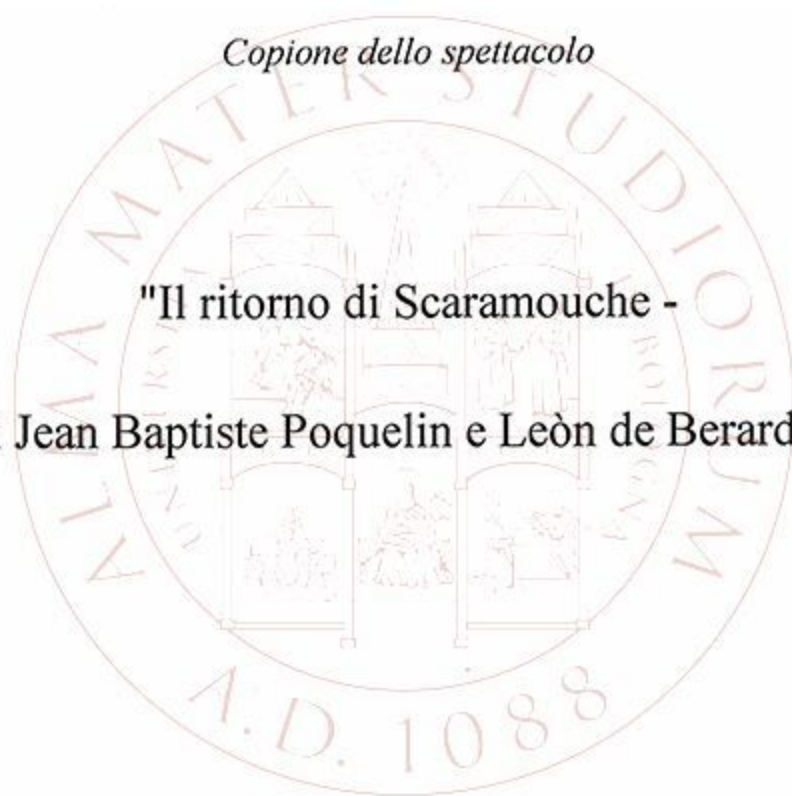 Copione dello spettacolo
"Il ritorno di Scaramouche -
Jean Baptiste Poquelin e Leòn de Berard
ALMA MATER STUDIORUM
A.D. 1088